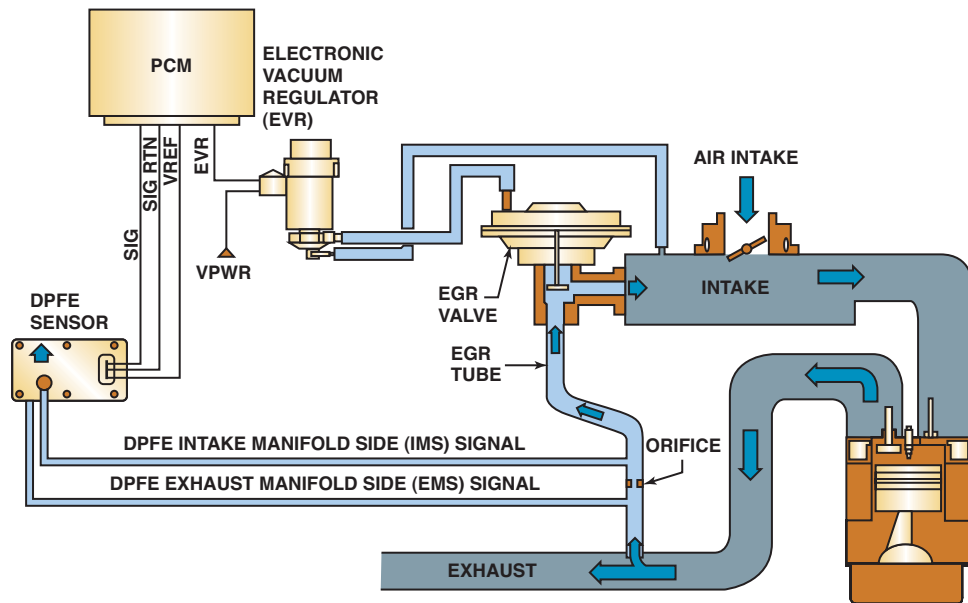 PCM
ELECTRONIC
VACUUM
REGULATOR
(EVR)
SIG
SIG RTN
VREF
EVR
VPWR
AIR INTAKE
INTAKE
EGR
VALVE
DPFE
SENSOR
EGR
TUBE
DPFE INTAKE MANIFOLD SIDE (IMS) SIGNAL
ORIFICE
DPFE EXHAUST MANIFOLD SIDE (EMS) SIGNAL
EXHAUST